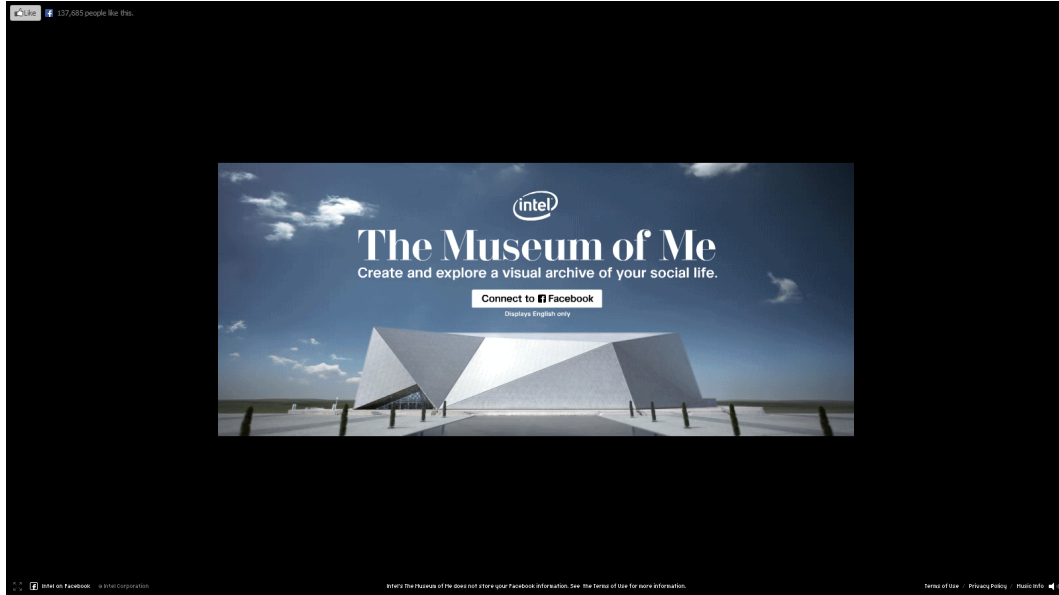 Like 137,685 people like this.
intel
The Museum of Me
Create and explore a visual archive of your social life.
Connect to Facebook
Displays English only
Intel on Facebook © Intel Corporation
Intel's The Museum of Me does not store your Facebook information. See the Terms of Use for more information.
Terms of Use / Privacy Policy / Music Info